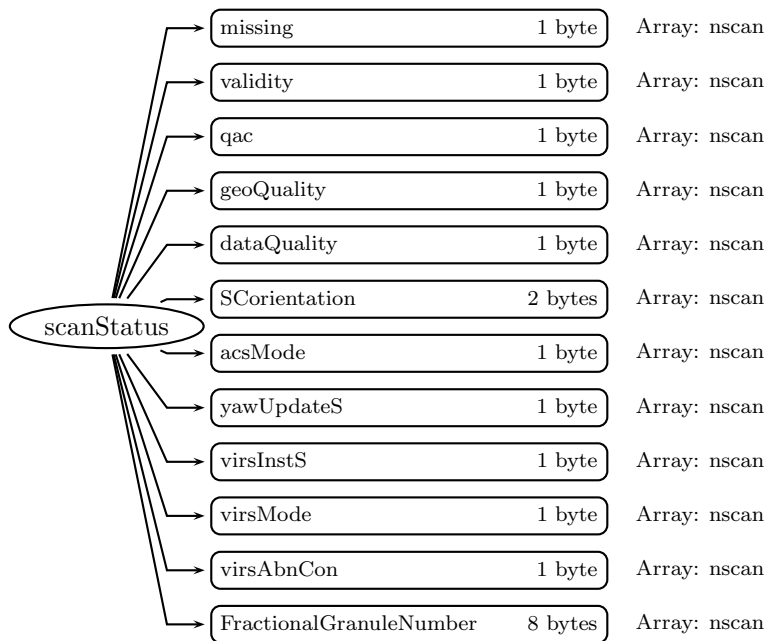 missing 1 byte Array: nscan
validity 1 byte Array: nscan
qac 1 byte Array: nscan
geoQuality 1 byte Array: nscan
dataQuality 1 byte Array: nscan
SCorientation 2 bytes Array: nscan
scanStatus
acsMode 1 byte Array: nscan
yawUpdateS 1 byte Array: nscan
virsInstS 1 byte Array: nscan
virsMode 1 byte Array: nscan
virsAbnCon 1 byte Array: nscan
FractionalGranuleNumber 8 bytes Array: nscan